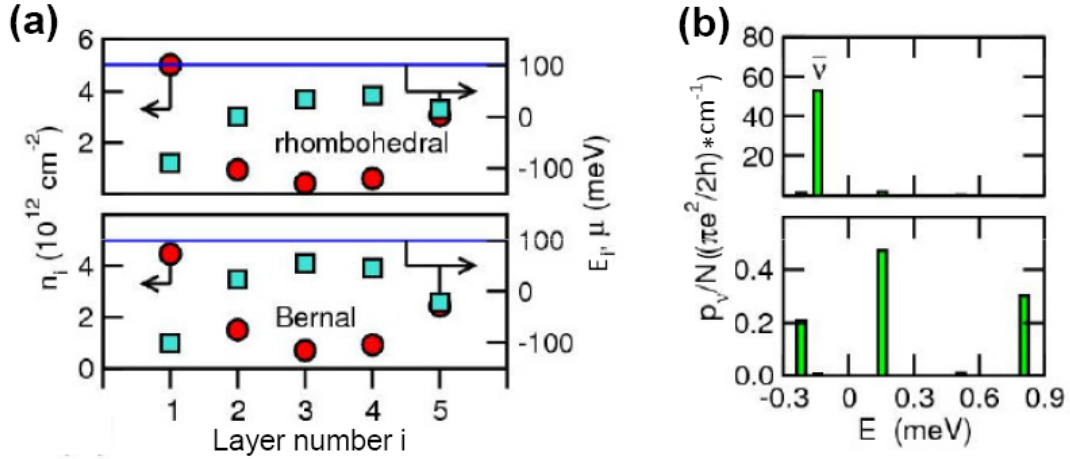 (a)
6
4
2
rhombohedral
100
0
-100
4
2
0
Bernal
100
0
-100
n_i (10^12 cm^-2)
E_i, μ (meV)
1 2 3 4 5
Layer number i
(b)
80
60
40
20
ν̄
0.4
0.2
0.0
p_ν/N((πe^2/2h)*cm^-1)
-0.3 0 0.3 0.6 0.9
E (meV)